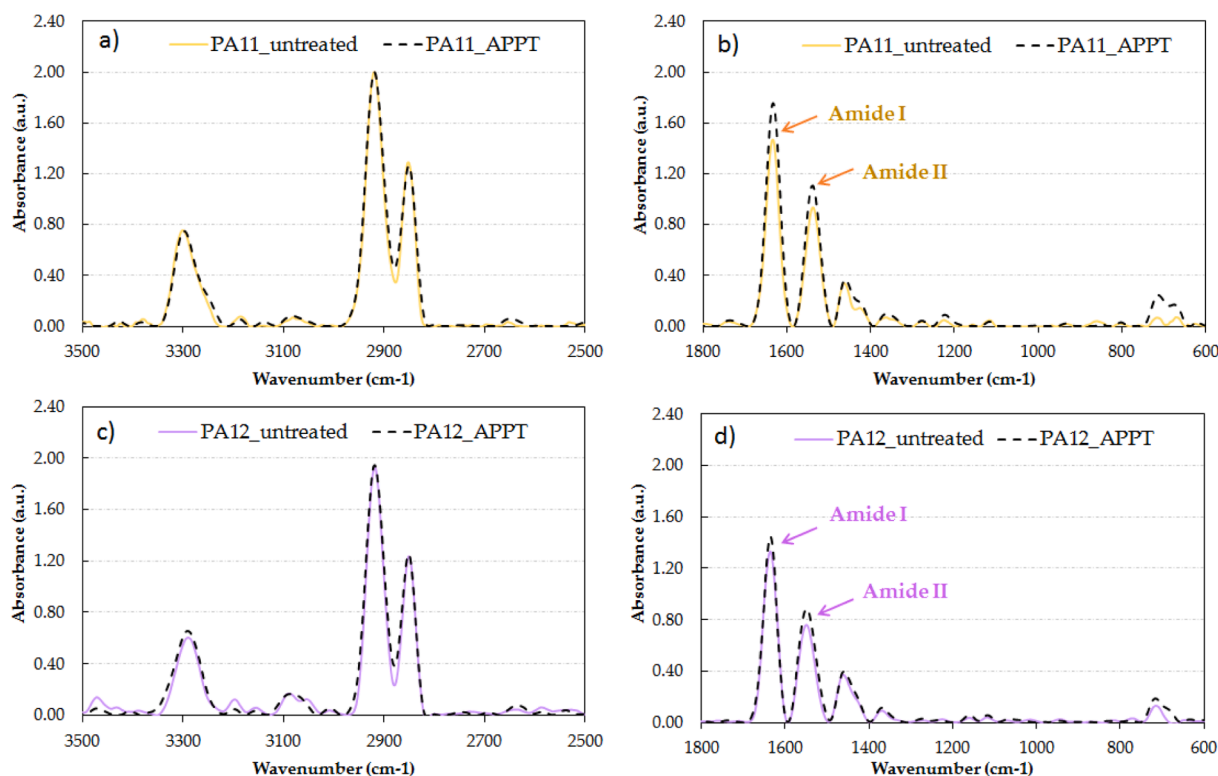 a)
PA11_untreated
PA11_APPT
Absorbance (a.u.)
2.40
2.00
1.60
1.20
0.80
0.40
0.00
3500
3300
3100
2900
2700
2500
Wavenumber (cm-1)
b)
PA11_untreated
PA11_APPT
Amide I
Amide II
Absorbance (a.u.)
2.40
2.00
1.60
1.20
0.80
0.40
0.00
1800
1600
1400
1200
1000
800
600
Wavenumber (cm-1)
c)
PA12_untreated
PA12_APPT
Absorbance (a.u.)
2.40
2.00
1.60
1.20
0.80
0.40
0.00
3500
3300
3100
2900
2700
2500
Wavenumber (cm-1)
d)
PA12_untreated
PA12_APPT
Amide I
Amide II
Absorbance (a.u.)
2.40
2.00
1.60
1.20
0.80
0.40
0.00
1800
1600
1400
1200
1000
800
600
Wavenumber (cm-1)